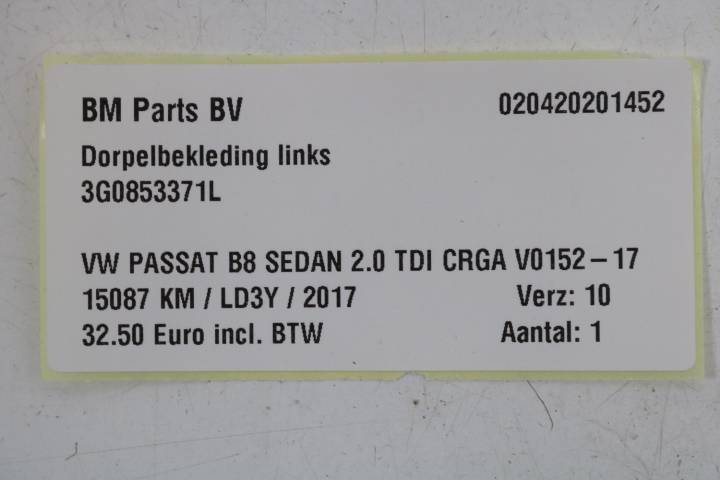 BM Parts BV 020420201452
Dorpelbekleding links
3G0853371L
VW PASSAT B8 SEDAN 2.0 TDI CRGA V0152-17
15087 KM / LD3Y / 2017 Verz: 10
32.50 Euro incl. BTW Aantal: 1